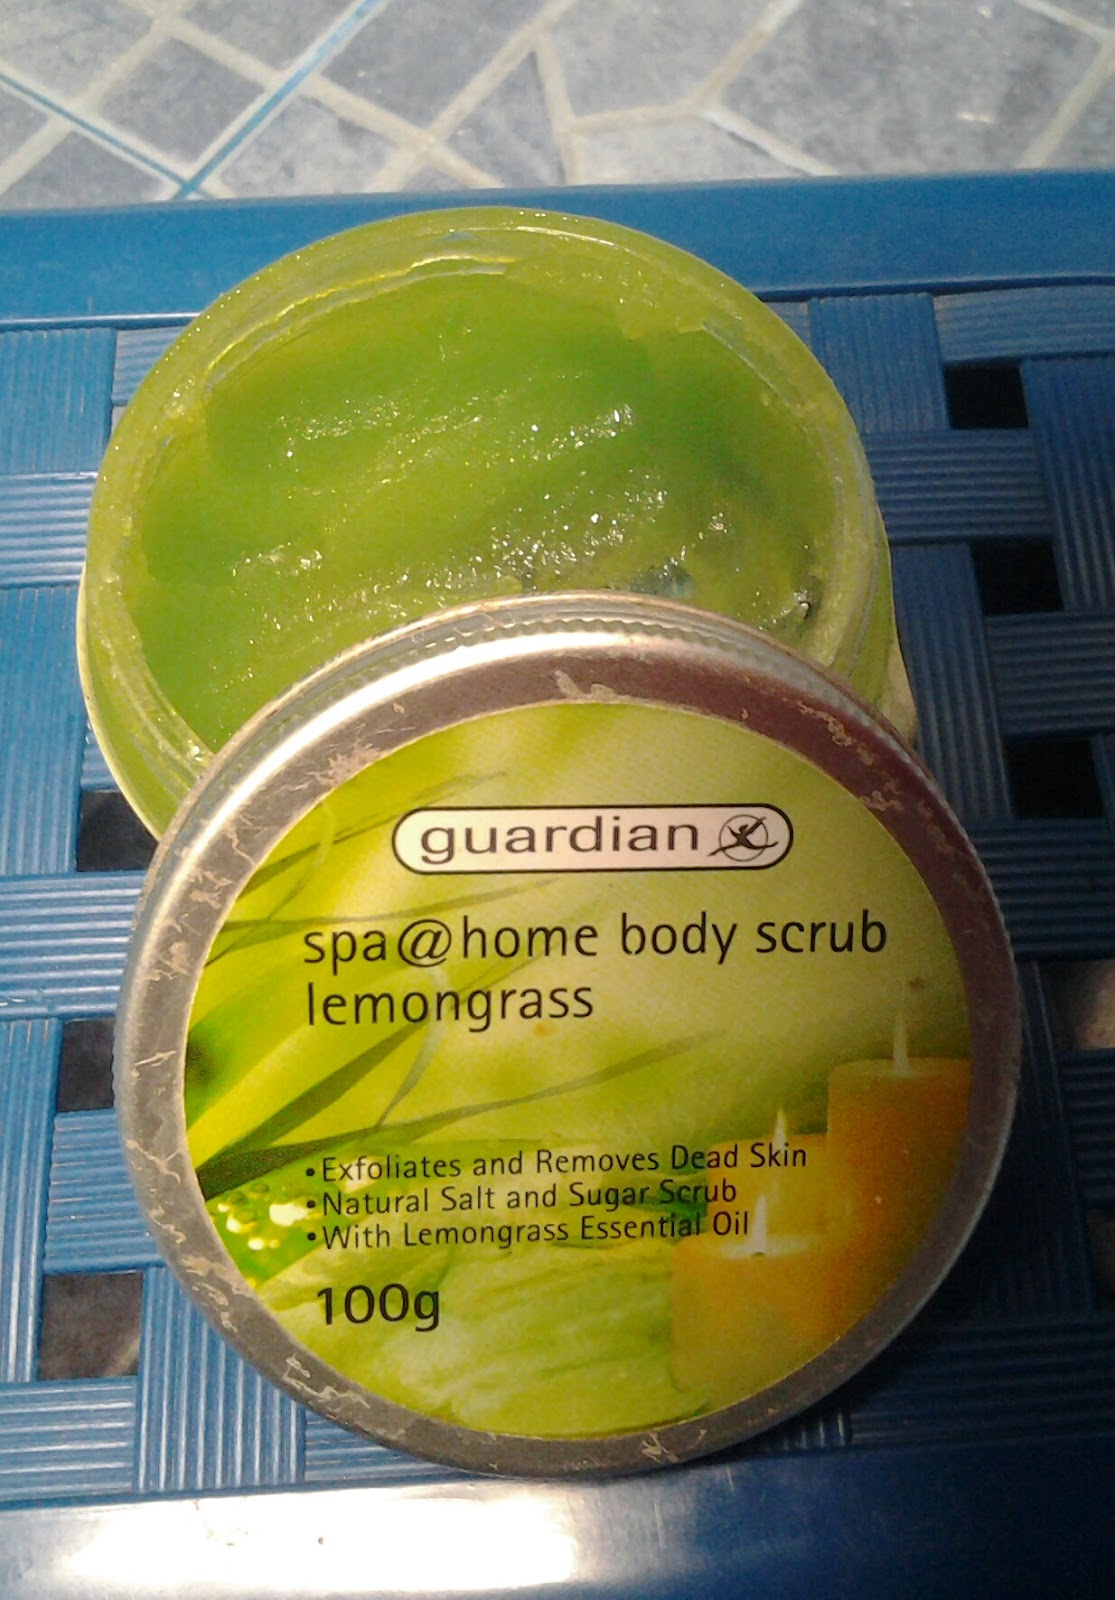 guardian
spa@home body scrub
lemongrass
•Exfoliates and Removes Dead Skin
•Natural Salt and Sugar Scrub
•With Lemongrass Essential Oil
100g